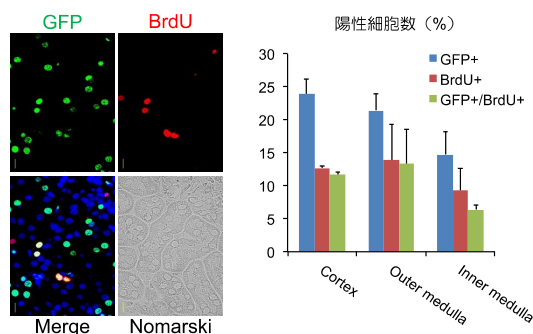 GFP
BrdU
Merge
Nomarski
陽性細胞数（%）
30
25
20
15
10
5
0
GFP+
BrdU+
GFP+/BrdU+
Cortex
Outer medulla
Inner medulla